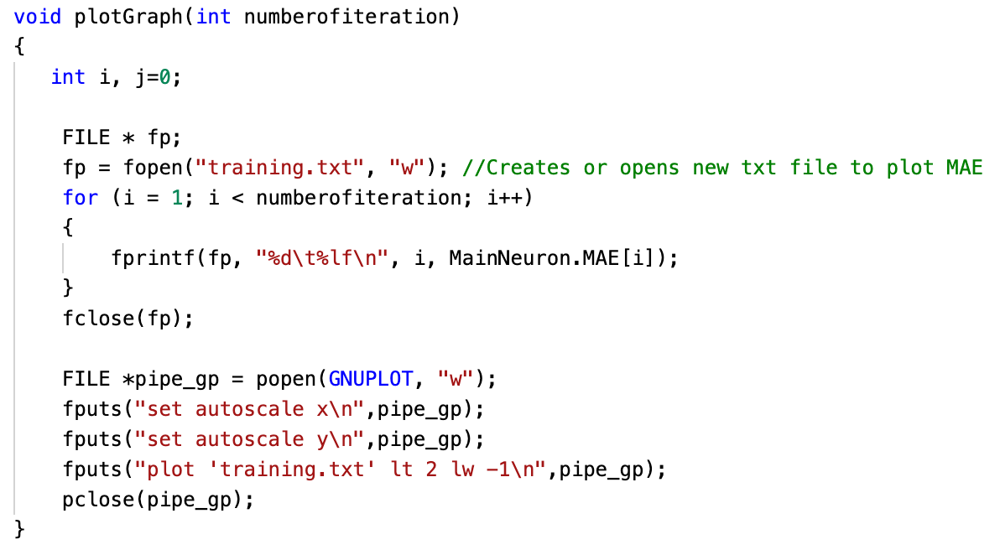 void plotGraph(int numberofiteration)
{
int i, j=0;
FILE * fp;
fp = fopen("training.txt", "w"); //Creates or opens new txt file to plot MAE
for (i = 1; i < numberofiteration; i++)
{
fprintf(fp, "%d\t%lf\n", i, MainNeuron.MAE[i]);
}
fclose(fp);
FILE *pipe_gp = popen(GNUPLOT, "w");
fputs("set autoscale x\n",pipe_gp);
fputs("set autoscale y\n",pipe_gp);
fputs("plot 'training.txt' lt 2 lw -1\n",pipe_gp);
pclose(pipe_gp);
}